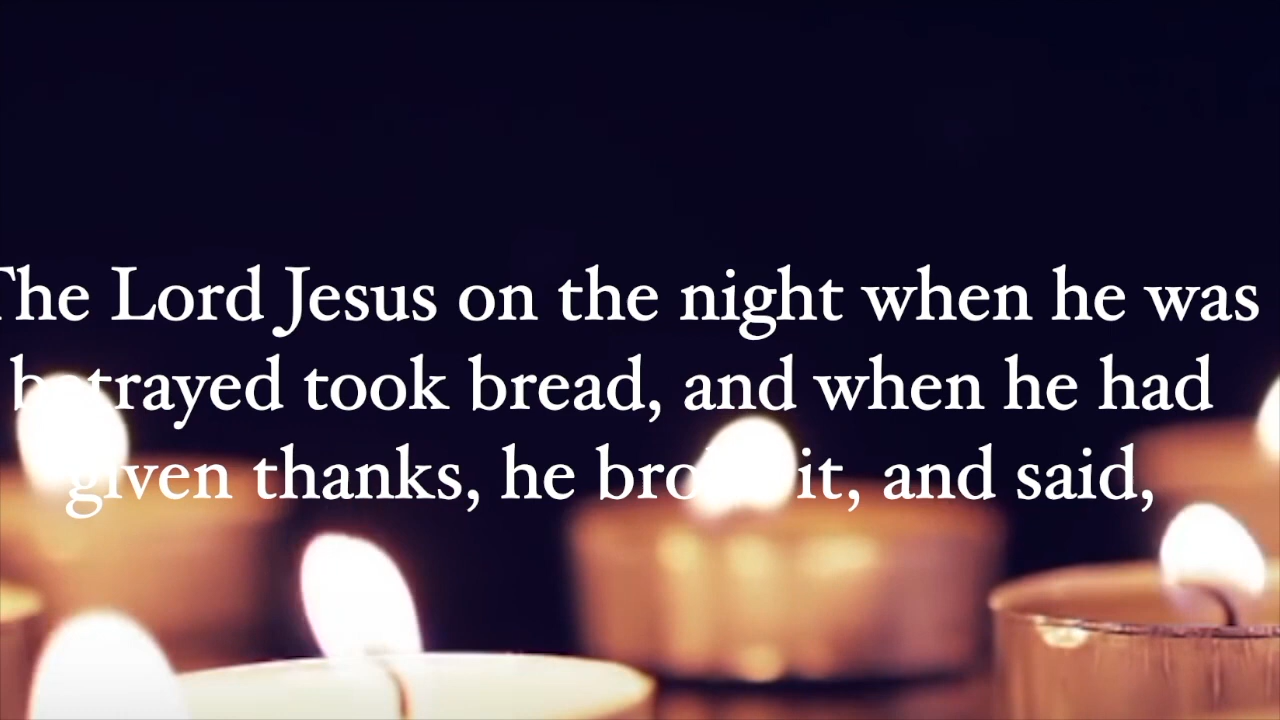 The Lord Jesus on the night when he was
betrayed took bread, and when he had
given thanks, he broke it, and said,